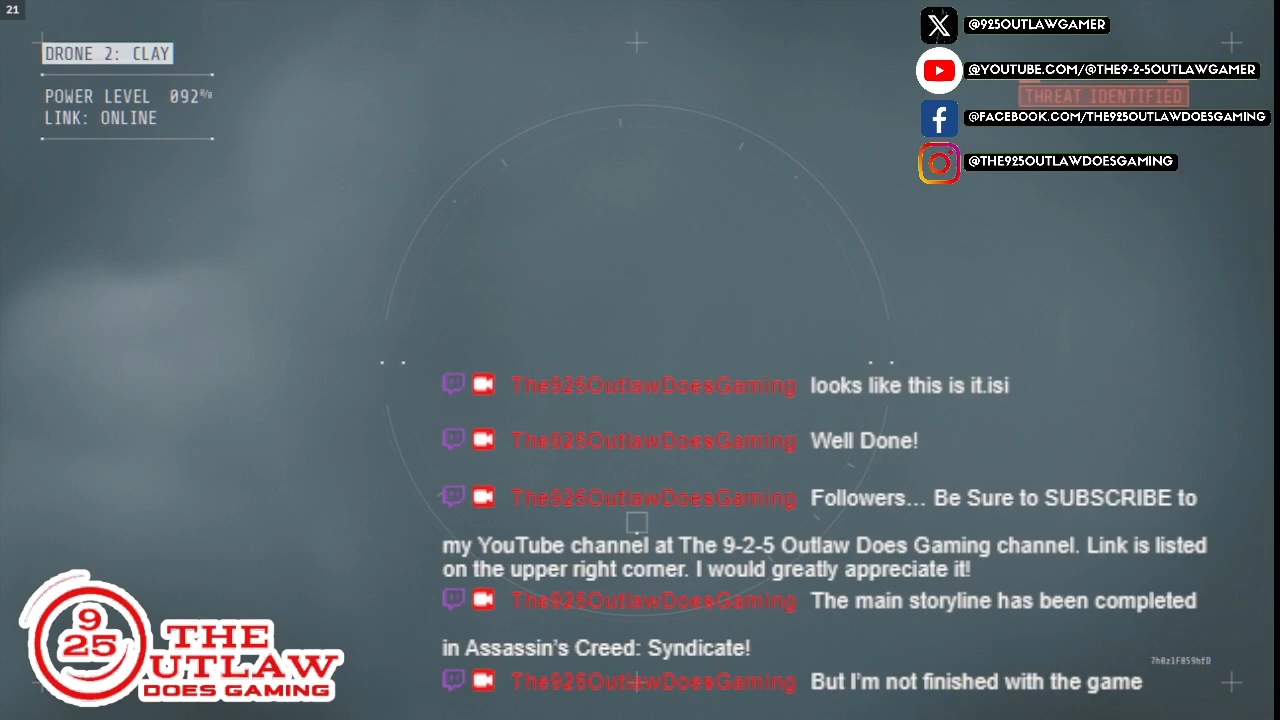 21
DRONE 2: CLAY
POWER LEVEL 092%
LINK: ONLINE
@925OUTLAWGAMER
@YOUTUBE.COM/@THE9-2-5OUTLAWGAMER
THREAT IDENTIFIED
@FACEBOOK.COM/THE925OUTLAWDOESGAMING
@THE925OUTLAWDOESGAMING
The925OutlawDoesGaming looks like this is it.isi
The925OutlawDoesGaming Well Done!
The925OutlawDoesGaming Followers... Be Sure to SUBSCRIBE to
my YouTube channel at The 9-2-5 Outlaw Does Gaming channel. Link is listed
on the upper right corner. I would greatly appreciate it!
The925OutlawDoesGaming The main storyline has been completed
in Assassin's Creed: Syndicate!
The925OutlawDoesGaming But I'm not finished with the game
9
25
THE
OUTLAW
DOES GAMING